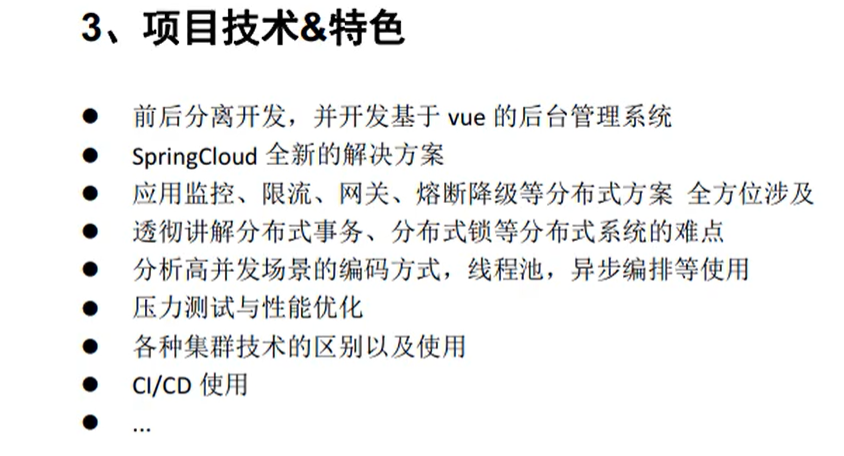 3、项目技术&特色
● 前后分离开发，并开发基于 vue 的后台管理系统
● SpringCloud 全新的解决方案
● 应用监控、限流、网关、熔断降级等分布式方案 全方位涉及
● 透彻讲解分布式事务、分布式锁等分布式系统的难点
● 分析高并发场景的编码方式，线程池，异步编排等使用
● 压力测试与性能优化
● 各种集群技术的区别以及使用
● CI/CD 使用
● ...